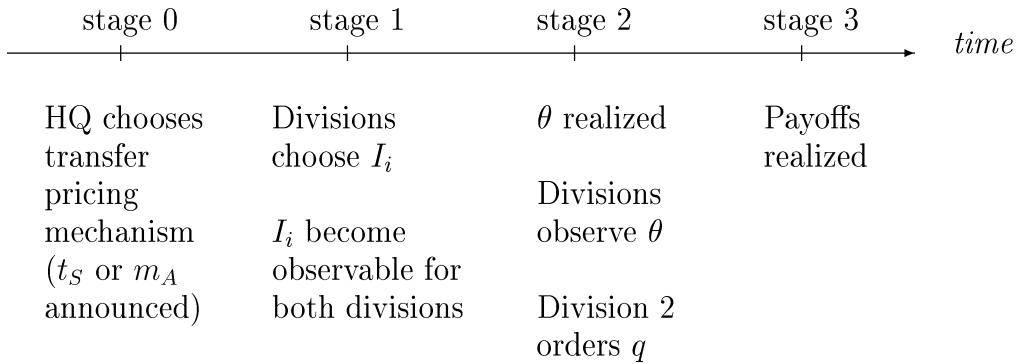 stage 0 stage 1 stage 2 stage 3
time
HQ chooses
transfer
pricing
mechanism
(t_S or m_A
announced)
Divisions
choose I_i
I_i become
observable for
both divisions
θ realized
Divisions
observe θ
Division 2
orders q
Payoffs
realized